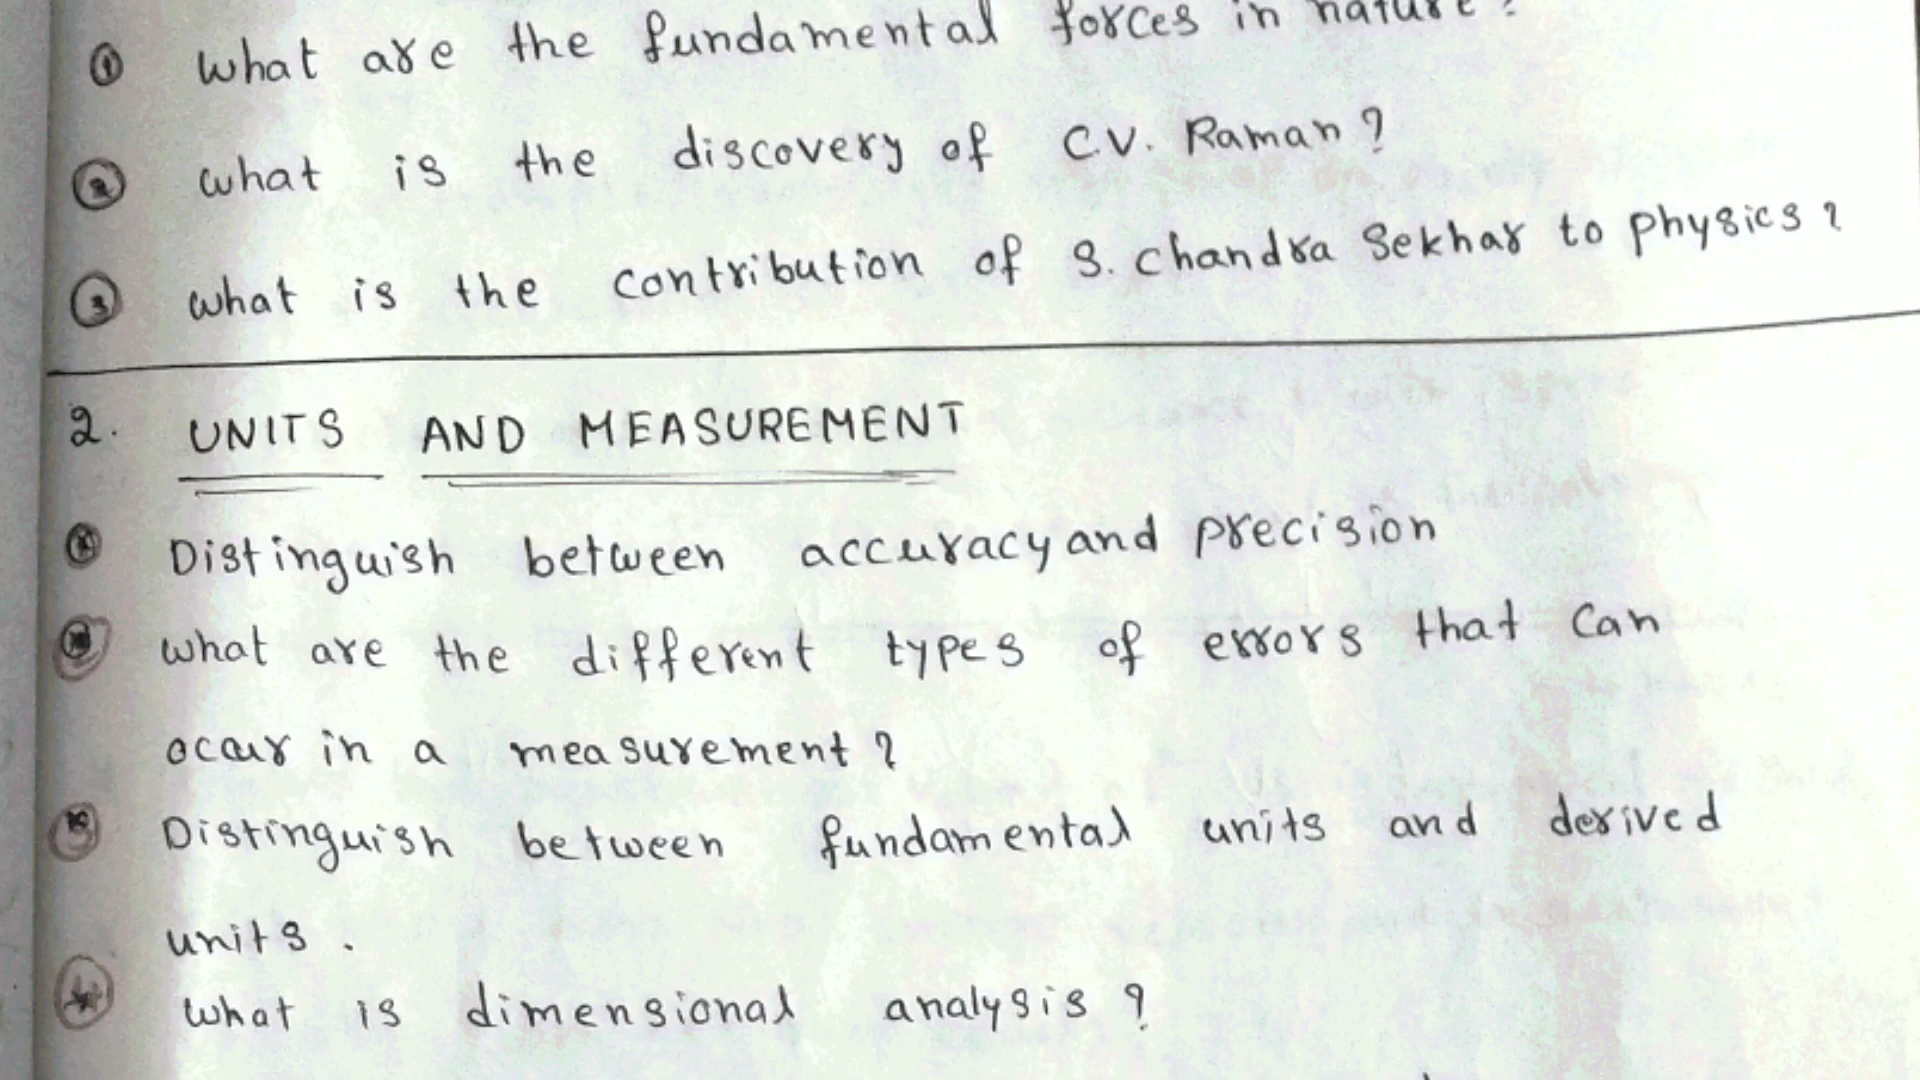 ① What are the fundamental forces in nature?
② What is the discovery of C.V. Raman?
③ What is the contribution of S. Chandra Sekhar to physics?
2. UNITS AND MEASUREMENT
Distinguish between accuracy and precision
What are the different types of errors that can
occur in a measurement?
Distinguish between fundamental units and derived
units.
What is dimensional analysis?